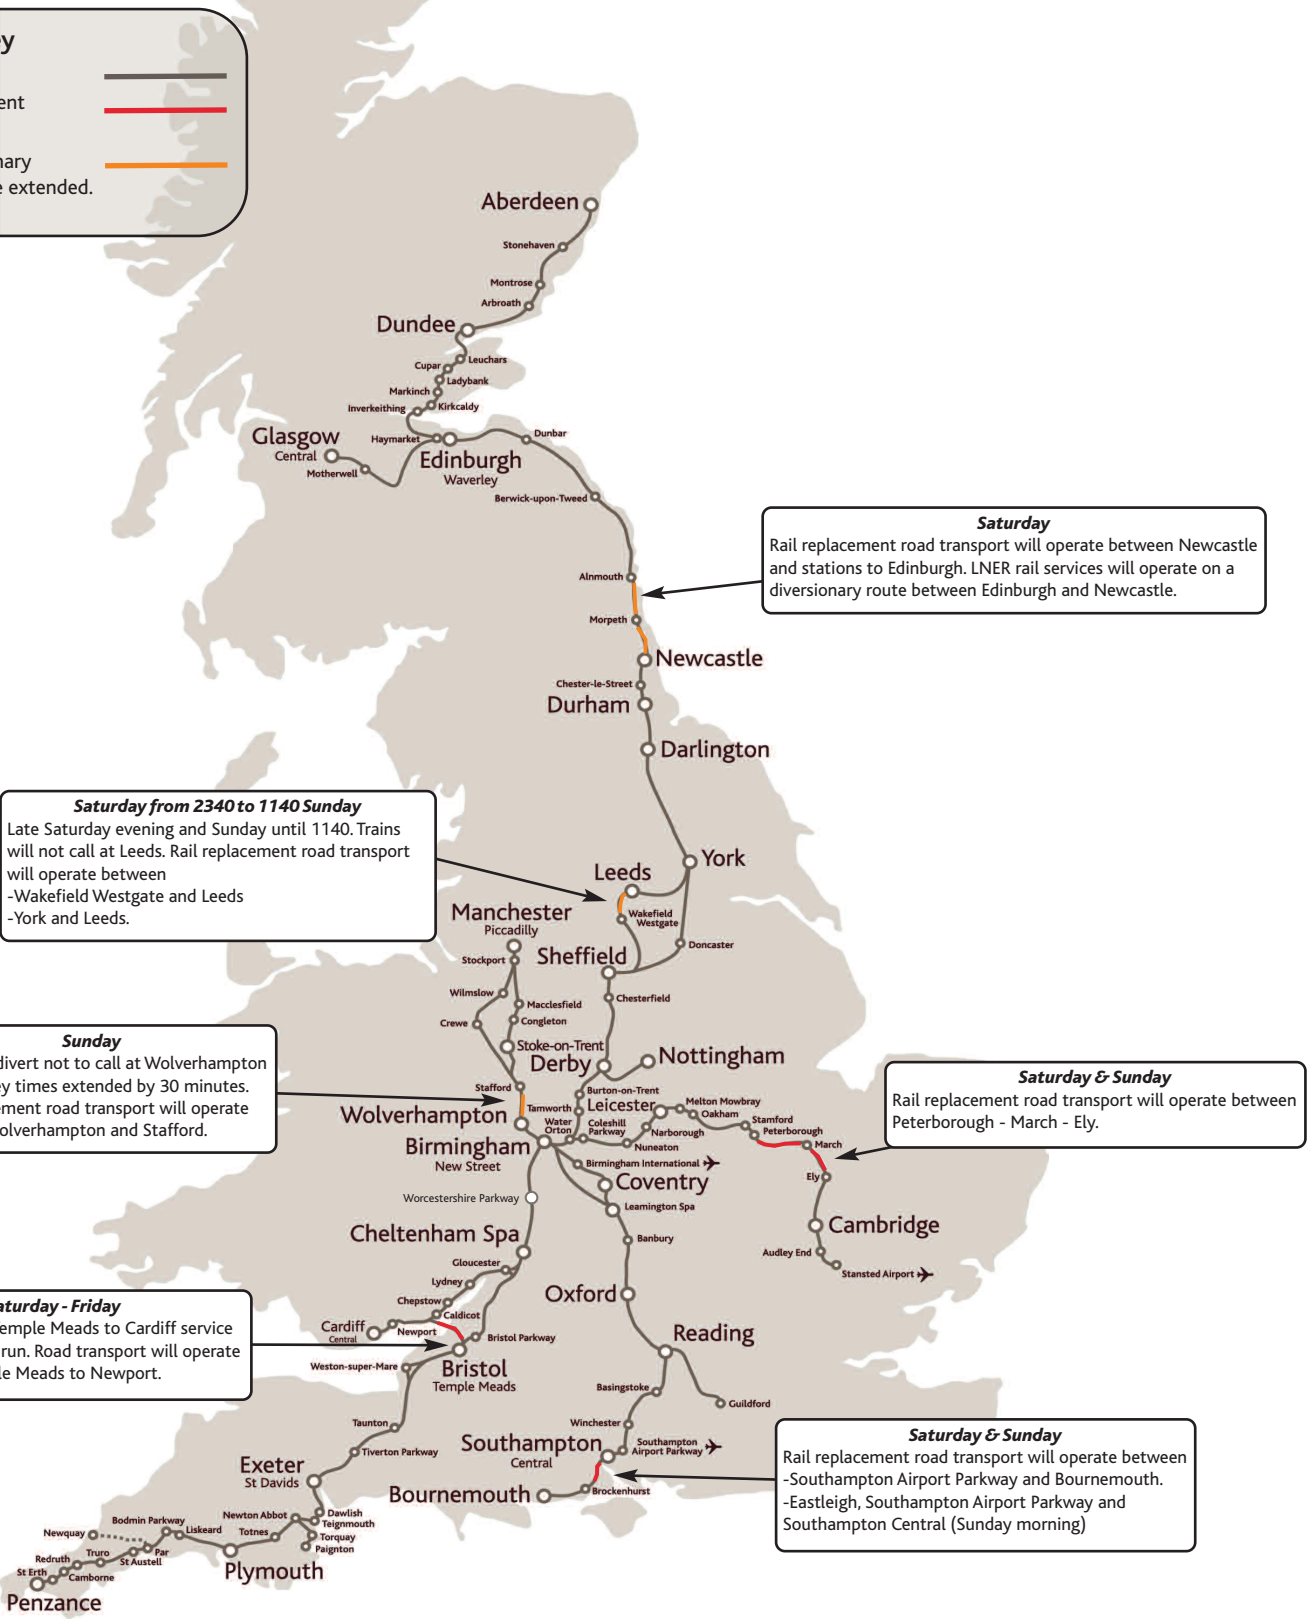 ey
ent
nary
e extended.
Aberdeen
Stonehaven
Montrose
Arbroath
Dundee
Leuchars
Cupar
Ladybank
Markinch
Kirkcaldy
Inverkeithing
Glasgow
Central
Motherwell
Haymarket
Edinburgh
Waverley
Dunbar
Berwick-upon-Tweed
Saturday
Rail replacement road transport will operate between Newcastle
and stations to Edinburgh. LNER rail services will operate on a
diversionary route between Edinburgh and Newcastle.
Alnmouth
Morpeth
Newcastle
Chester-le-Street
Durham
Darlington
Saturday from 2340 to 1140 Sunday
Late Saturday evening and Sunday until 1140. Trains
will not call at Leeds. Rail replacement road transport
will operate between
-Wakefield Westgate and Leeds
-York and Leeds.
York
Leeds
Wakefield
Westgate
Doncaster
Manchester
Piccadilly
Stockport
Sheffield
Wilmslow
Macclesfield
Chesterfield
Crewe
Congleton
Stoke-on-Trent
Derby
Nottingham
Sunday
divert not to call at Wolverhampton
ey times extended by 30 minutes.
ement road transport will operate
olverhampton and Stafford.
Stafford
Burton-on-Trent
Tamworth
Leicester
Melton Mowbray
Oakham
Stamford
Peterborough
March
Ely
Wolverhampton
Water
Orton
Coleshill
Parkway
Narborough
Nuneaton
Birmingham
New Street
Saturday & Sunday
Rail replacement road transport will operate between
Peterborough - March - Ely.
Birmingham International
Coventry
Leamington Spa
Worcestershire Parkway
Cambridge
Audley End
Stansted Airport
Banbury
Cheltenham Spa
Gloucester
Lydney
Chepstow
Caldicot
Oxford
Cardiff
Central
Newport
Bristol Parkway
Reading
aturday - Friday
emple Meads to Cardiff service
run. Road transport will operate
le Meads to Newport.
Weston-super-Mare
Bristol
Temple Meads
Basingstoke
Guildford
Winchester
Taunton
Tiverton Parkway
Southampton
Central
Southampton
Airport Parkway
Saturday & Sunday
Rail replacement road transport will operate between
-Southampton Airport Parkway and Bournemouth.
-Eastleigh, Southampton Airport Parkway and
Southampton Central (Sunday morning)
Exeter
St Davids
Bournemouth
Brockenhurst
Dawlish
Teignmouth
Newton Abbot
Torquay
Paignton
Totnes
Bodmin Parkway
Liskeard
Newquay
Par
St Austell
Truro
Redruth
Camborne
St Erth
Plymouth
Penzance